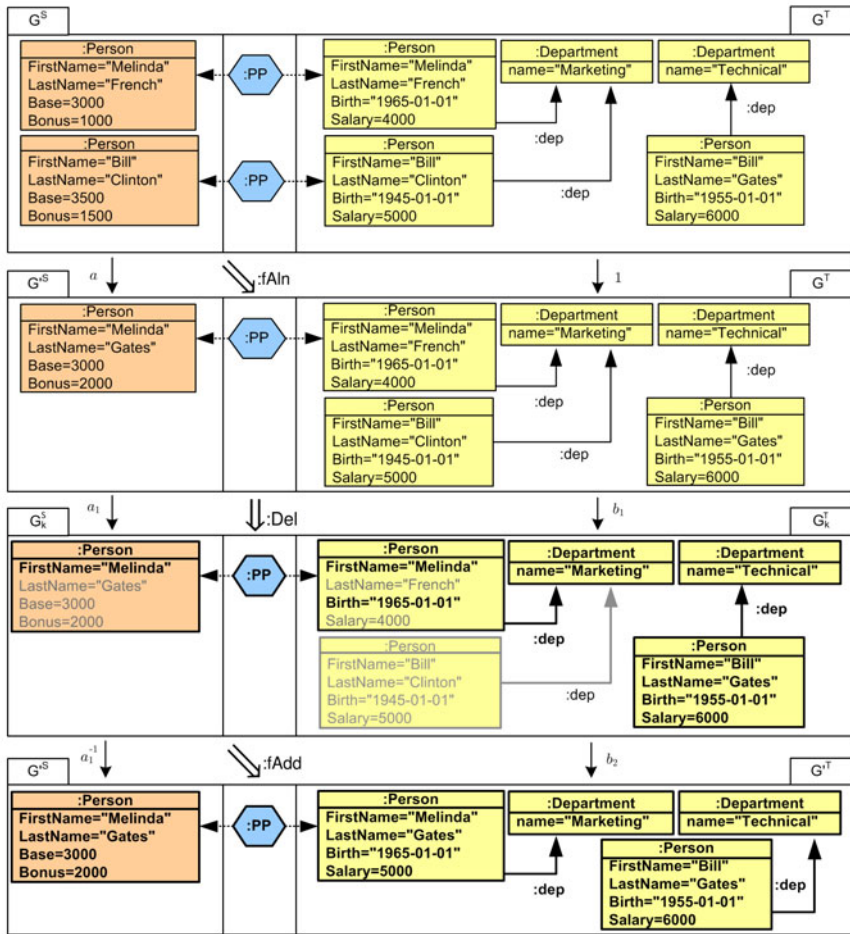 G^S
G^T
:Person
FirstName="Melinda"
LastName="French"
Base=3000
Bonus=1000
:PP
:Person
FirstName="Melinda"
LastName="French"
Birth="1965-01-01"
Salary=4000
:Department
name="Marketing"
:Department
name="Technical"
:dep
:dep
:Person
FirstName="Bill"
LastName="Clinton"
Base=3500
Bonus=1500
:PP
:Person
FirstName="Bill"
LastName="Clinton"
Birth="1945-01-01"
Salary=5000
:dep
:Person
FirstName="Bill"
LastName="Gates"
Birth="1955-01-01"
Salary=6000
a
:fAln
1
G'^S
G^T
:Person
FirstName="Melinda"
LastName="Gates"
Base=3000
Bonus=2000
:PP
:Person
FirstName="Melinda"
LastName="French"
Birth="1965-01-01"
Salary=4000
:Department
name="Marketing"
:Department
name="Technical"
:dep
:dep
:Person
FirstName="Bill"
LastName="Clinton"
Birth="1945-01-01"
Salary=5000
:dep
:Person
FirstName="Bill"
LastName="Gates"
Birth="1955-01-01"
Salary=6000
a_1
:Del
b_1
G_k^S
G_k^T
:Person
FirstName="Melinda"
LastName="Gates"
Base=3000
Bonus=2000
:PP
:Person
FirstName="Melinda"
LastName="French"
Birth="1965-01-01"
Salary=4000
:Department
name="Marketing"
:Department
name="Technical"
:dep
:dep
:Person
FirstName="Bill"
LastName="Clinton"
Birth="1945-01-01"
Salary=5000
:dep
:Person
FirstName="Bill"
LastName="Gates"
Birth="1955-01-01"
Salary=6000
a_1^-1
:fAdd
b_2
G'^S
G'^T
:Person
FirstName="Melinda"
LastName="Gates"
Base=3000
Bonus=2000
:PP
:Person
FirstName="Melinda"
LastName="Gates"
Birth="1965-01-01"
Salary=5000
:Department
name="Marketing"
:Department
name="Technical"
:dep
:Person
FirstName="Bill"
LastName="Gates"
Birth="1955-01-01"
Salary=6000
:dep